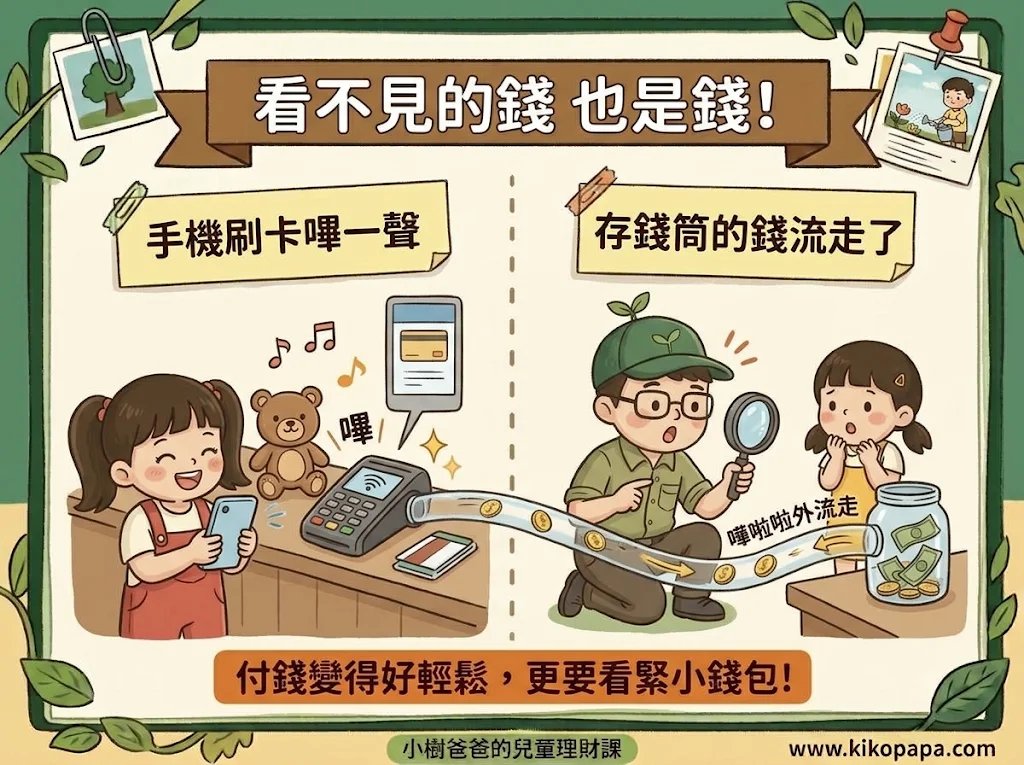 看不見的錢 也是錢！
手機刷卡嗶一聲
存錢筒的錢流走了
嗶
嘩啦啦外流走
付錢變得好輕鬆，更要看緊小錢包！
小樹爸爸的兒童理財課
www.kikopapa.com